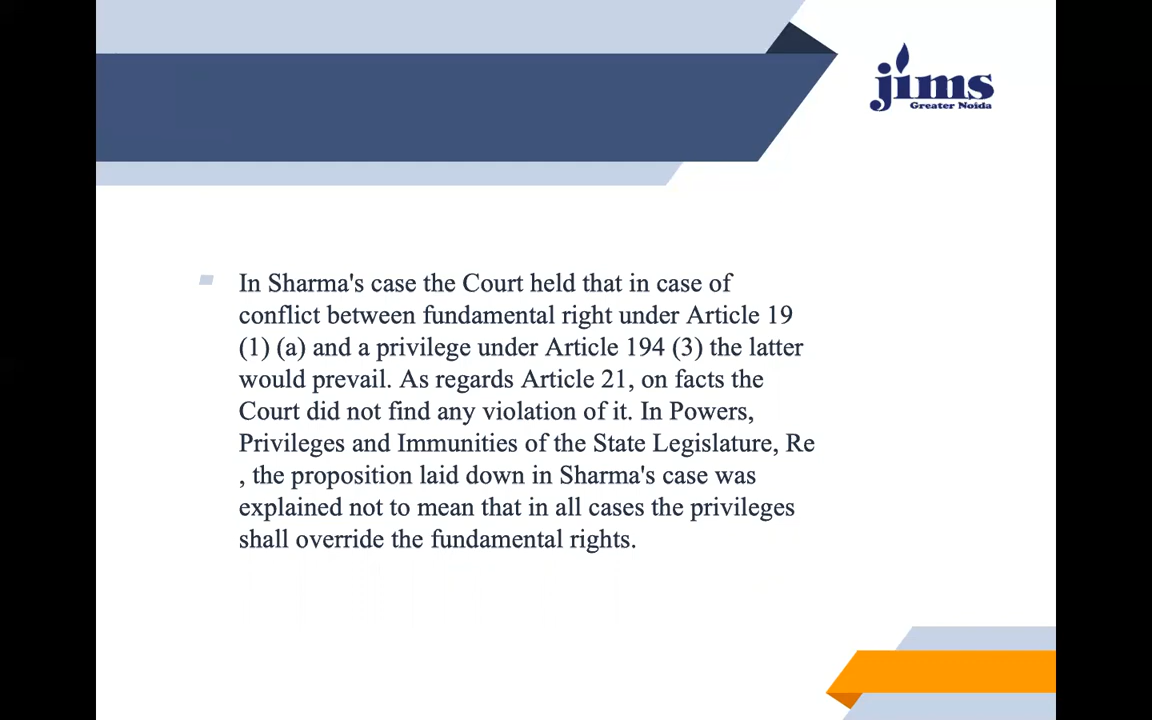 jims
Greater Noida
In Sharma's case the Court held that in case of
conflict between fundamental right under Article 19
(1) (a) and a privilege under Article 194 (3) the latter
would prevail. As regards Article 21, on facts the
Court did not find any violation of it. In Powers,
Privileges and Immunities of the State Legislature, Re
, the proposition laid down in Sharma's case was
explained not to mean that in all cases the privileges
shall override the fundamental rights.